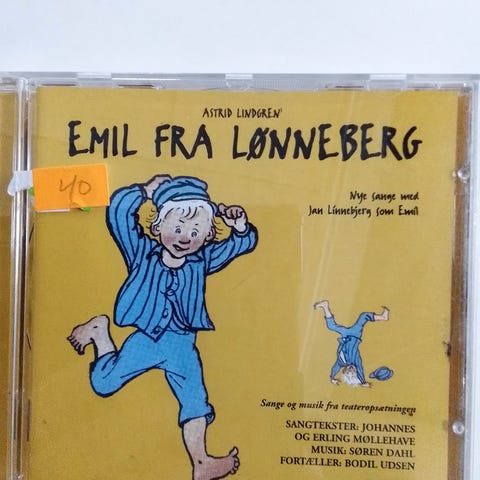 ASTRID LINDGREN'
EMIL FRA LØNNEBERG
40
Nye sange med
Jan Linnebjerg som Emil
Sange og musik fra teateropsætningen
SANGTEKSTER: JOHANNES
OG ERLING MØLLEHAVE
MUSIK: SØREN DAHL
FORTÆLLER: BODIL UDSEN